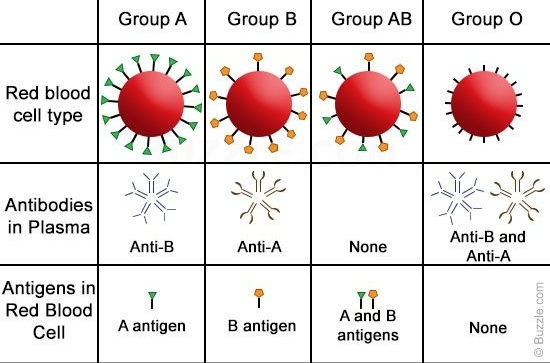 Group A Group B Group AB Group O
Red blood
cell type
Antibodies
in Plasma
Anti-B Anti-A None Anti-B and
Anti-A
Antigens in
Red Blood
Cell
A antigen B antigen A and B
antigens None
© Buzzle.com